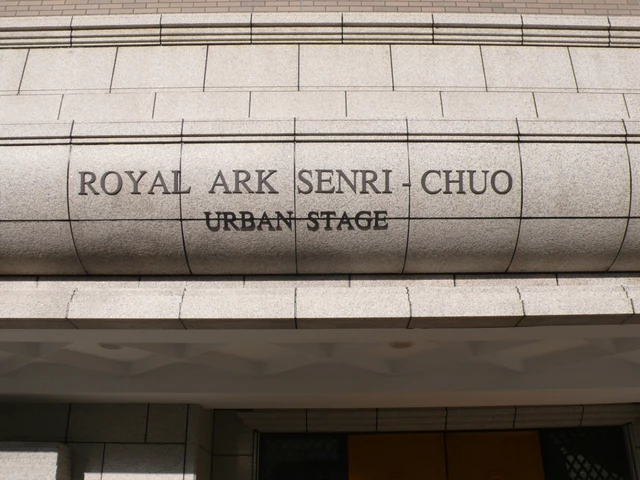 ROYAL ARK SENRI-CHUO
URBAN STAGE